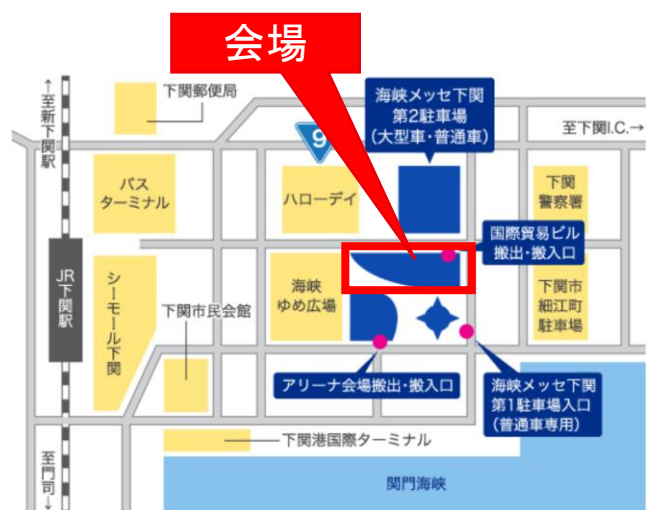 会場
下関郵便局
↑至新下関駅
海峡メッセ下関
第2駐車場
(大型車・普通車)
9
至下関I.C.→
バス
ターミナル
ハローデイ
下関
警察署
国際貿易ビル
搬出・搬入口
JR下関駅
シーモール下関
下関市民会館
海峡
ゆめ広場
下関市
細江町
駐車場
アリーナ会場搬出・搬入口
海峡メッセ下関
第1駐車場入口
(普通車専用)
下関港国際ターミナル
至門司↓
関門海峡